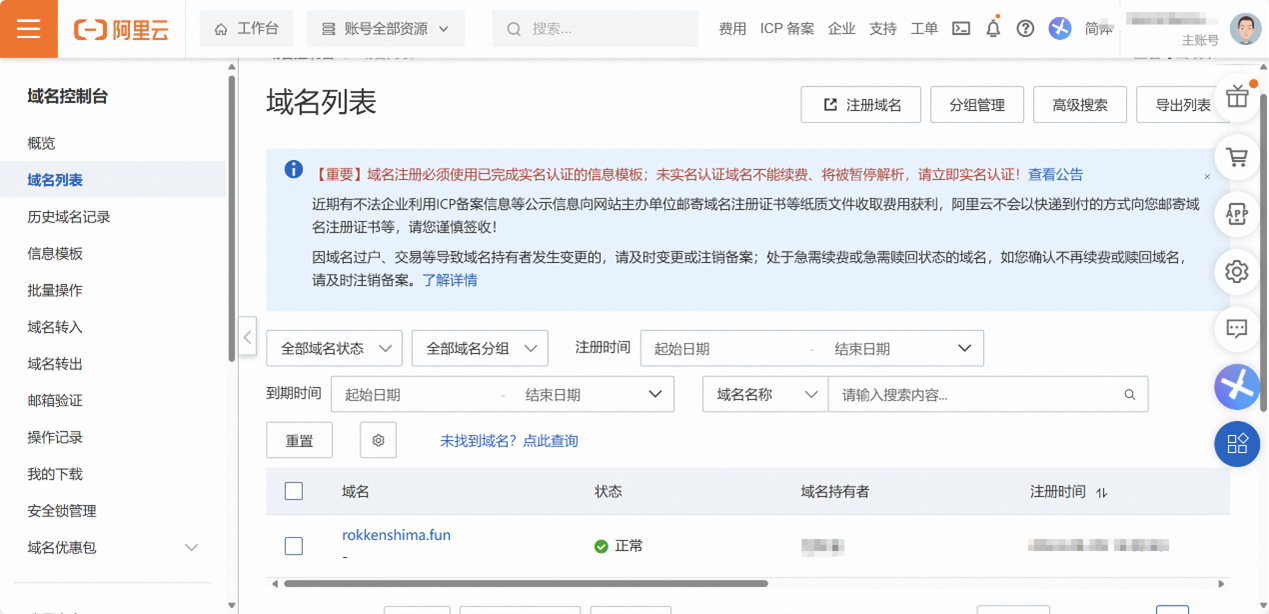 阿里云
工作台
账号全部资源
搜索...
费用
ICP 备案
企业
支持
工单
简体
主账号
域名控制台
概览
域名列表
历史域名记录
信息模板
批量操作
域名转入
域名转出
邮箱验证
操作记录
我的下载
安全锁管理
域名优惠包
域名列表
注册域名
分组管理
高级搜索
导出列表
【重要】域名注册必须使用已完成实名认证的信息模板；未实名认证域名不能续费、将被暂停解析，请立即实名认证！查看公告
近期有不法企业利用ICP备案信息等公示信息向网站主办单位邮寄域名注册证书等纸质文件收取费用获利，阿里云不会以快递到付的方式向您邮寄域
名注册证书等，请您谨慎签收！
因域名过户、交易等导致域名持有者发生变更的，请及时变更或注销备案；处于急需续费或急需赎回状态的域名，如您确认不再续费或赎回域名，
请及时注销备案。了解详情
APP
全部域名状态
全部域名分组
注册时间
起始日期
-
结束日期
到期时间
起始日期
-
结束日期
域名名称
请输入搜索内容...
重置
未找到域名？点此查询
域名
状态
域名持有者
注册时间
rokkenshima.fun
-
正常